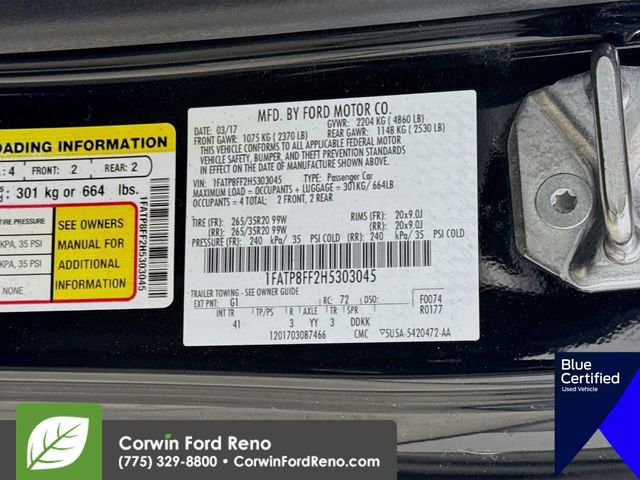 OADING INFORMATION
: 4 FRONT: 2 REAR: 2
301 kg or 664 lbs.
TIRE PRESSURE
KPA, 35 PSI
KPA, 35 PSI
NONE
SEE OWNERS
MANUAL FOR
ADDITIONAL
INFORMATION
1FATP8FF2H5303045
MFD. BY FORD MOTOR CO.
03/17 GVWR: 2204 KG ( 4860 LB)
FRONT GAWR: 1075 KG ( 2370 LB) REAR GAWR: 1148 KG ( 2530 LB)
THIS VEHICLE CONFORMS TO ALL APPLICABLE FEDERAL MOTOR
VEHICLE SAFETY, BUMPER, AND THEFT PREVENTION STANDARDS IN
EFFECT ON THE DATE OF MANUFACTURE SHOWN ABOVE.
VIN: 1FATP8FF2H5303045 TYPE: Passenger Car
MAXIMUM LOAD = OCCUPANTS + LUGGAGE = 301KG/ 664LB
OCCUPANTS = 4 TOTAL: 2 FRONT, 2 REAR
TIRE (FR): 265/35R20 99W RIMS (FR): 20x9.0J
(RR): 265/35R20 99W (RR): 20x9.0J
PRESSURE (FR): 240 kPa/ 35 PSI COLD (RR): 240 kPa/ 35 PSI COLD
1FATP8FF2H5303045
TRAILER TOWING - SEE OWNER GUIDE
EXT PNT: G1 RC: 72 DSO: F0074
R0177
INT TR TP/PS R AXLE TR SPR
41 3 YY 3 DDKK
1201703087466 CMC 5U5A-5420472-AA
Blue
Certified
Used Vehicle
Corwin Ford Reno
(775) 329-8800 • CorwinFordReno.com